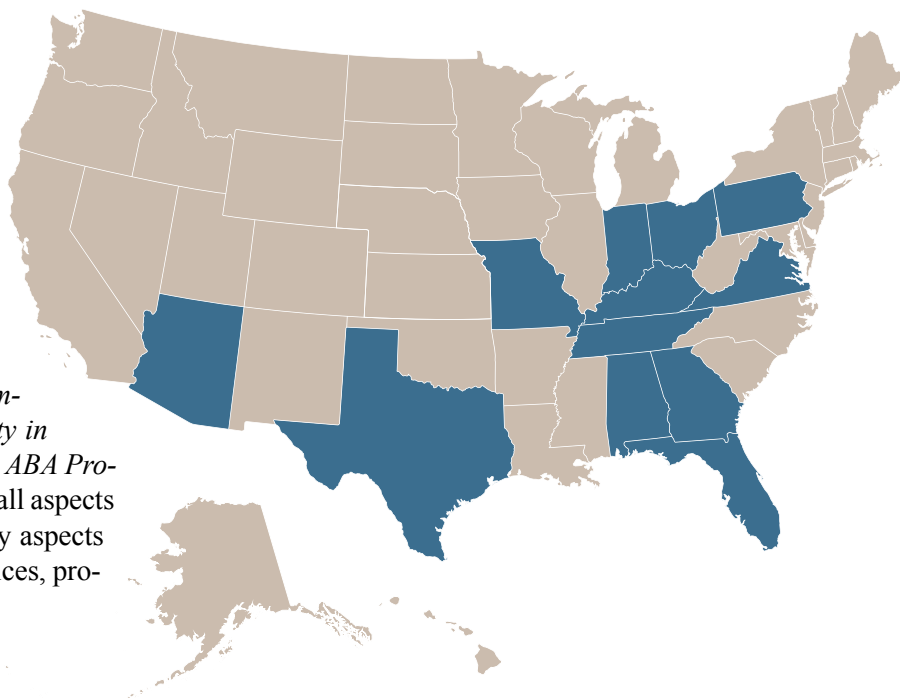 n-
ty in
ABA Pro-
all aspects
y aspects
ces, pro-